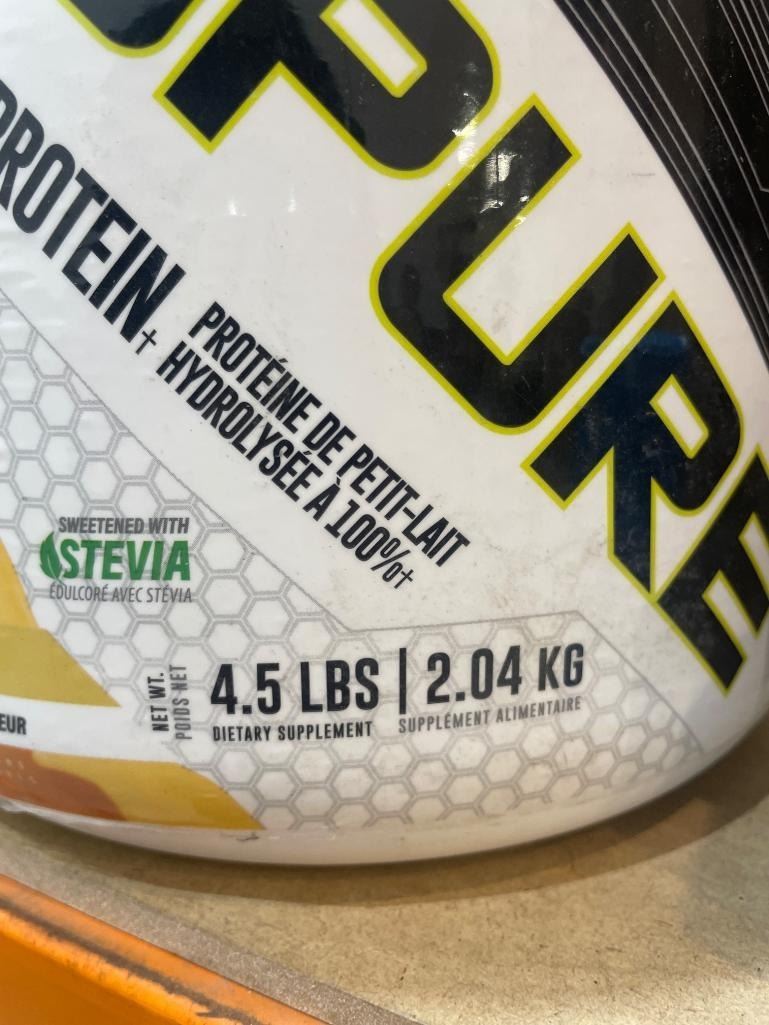 PURE
PROTEIN+
PROTÉINE DE PETIT-LAIT
HYDROLYSÉE À 100%+
SWEETENED WITH
STEVIA
ÉDULCORÉ AVEC STÉVIA
NET WT.
POIDS NET
4.5 LBS | 2.04 KG
DIETARY SUPPLEMENT
SUPPLÉMENT ALIMENTAIRE
EUR